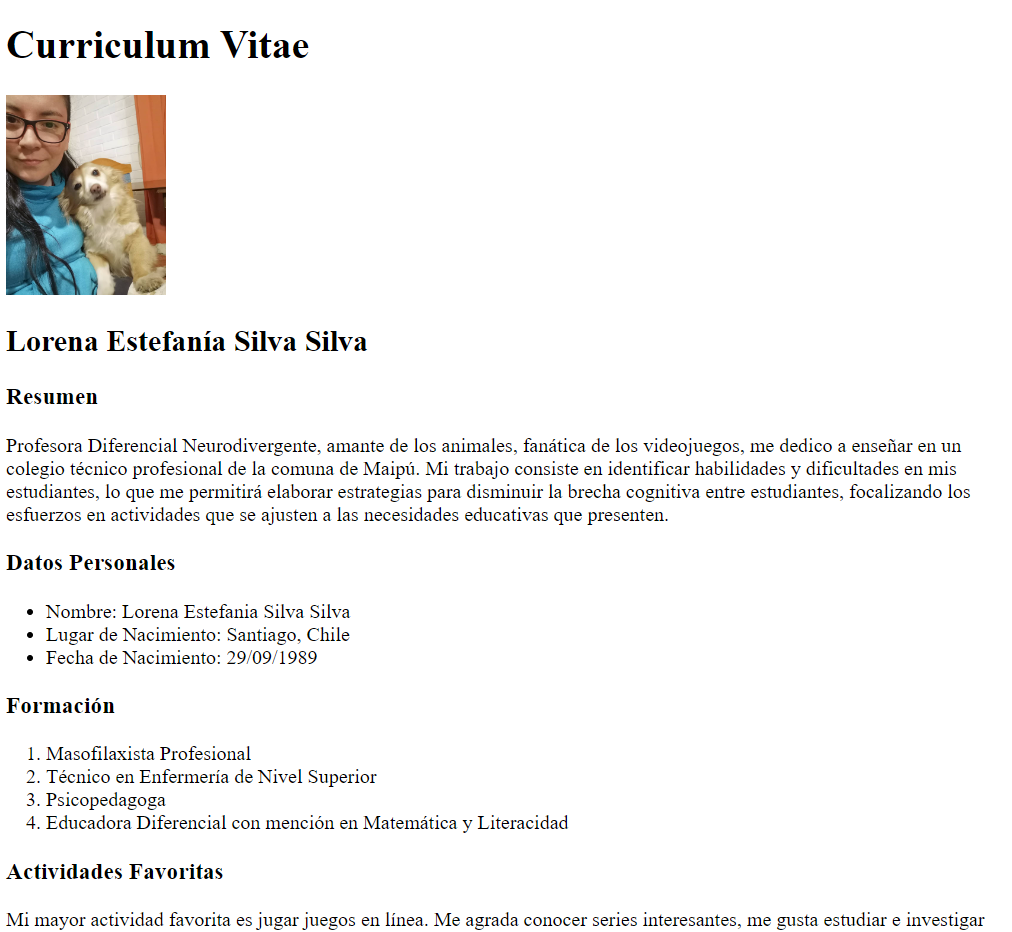 Curriculum Vitae
Lorena Estefanía Silva Silva
Resumen
Profesora Diferencial Neurodivergente, amante de los animales, fanática de los videojuegos, me dedico a enseñar en un
colegio técnico profesional de la comuna de Maipú. Mi trabajo consiste en identificar habilidades y dificultades en mis
estudiantes, lo que me permitirá elaborar estrategias para disminuir la brecha cognitiva entre estudiantes, focalizando los
esfuerzos en actividades que se ajusten a las necesidades educativas que presenten.
Datos Personales
• Nombre: Lorena Estefania Silva Silva
• Lugar de Nacimiento: Santiago, Chile
• Fecha de Nacimiento: 29/09/1989
Formación
1. Masofilaxista Profesional
2. Técnico en Enfermería de Nivel Superior
3. Psicopedagoga
4. Educadora Diferencial con mención en Matemática y Literacidad
Actividades Favoritas
Mi mayor actividad favorita es jugar juegos en línea. Me agrada conocer series interesantes, me gusta estudiar e investigar